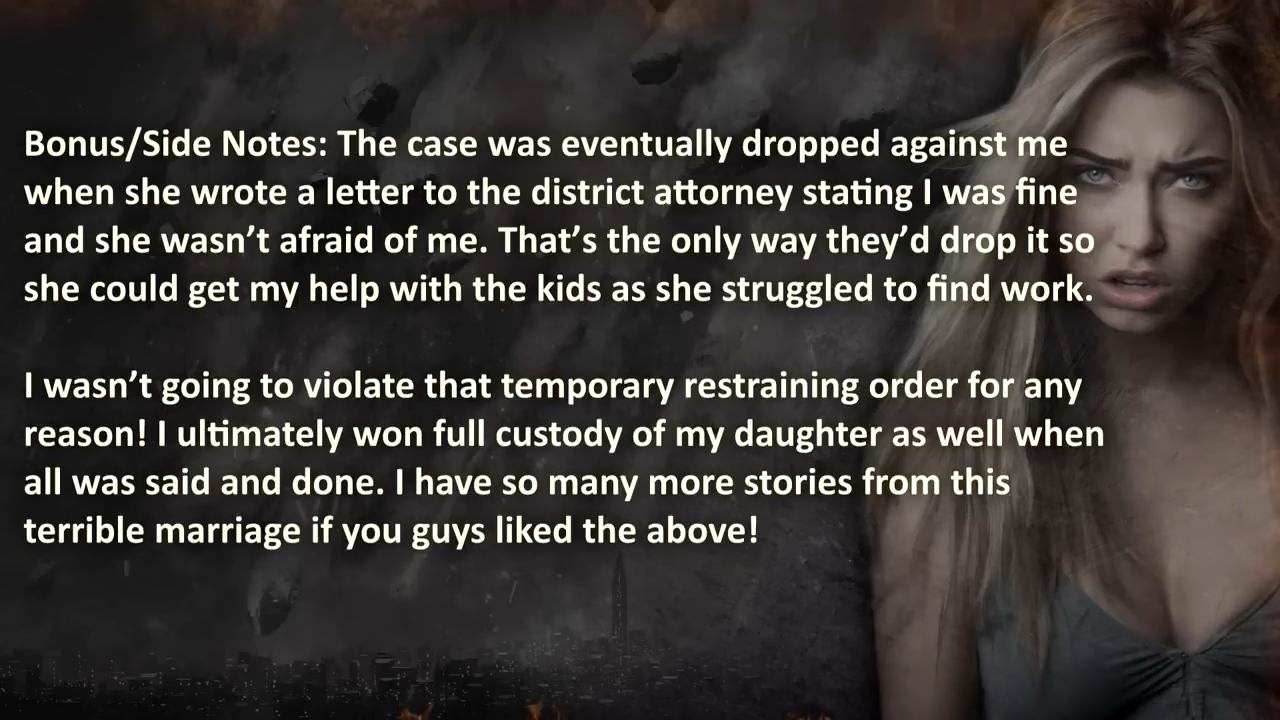 Bonus/Side Notes: The case was eventually dropped against me
when she wrote a letter to the district attorney stating I was fine
and she wasn’t afraid of me. That’s the only way they’d drop it so
she could get my help with the kids as she struggled to find work.
I wasn’t going to violate that temporary restraining order for any
reason! I ultimately won full custody of my daughter as well when
all was said and done. I have so many more stories from this
terrible marriage if you guys liked the above!